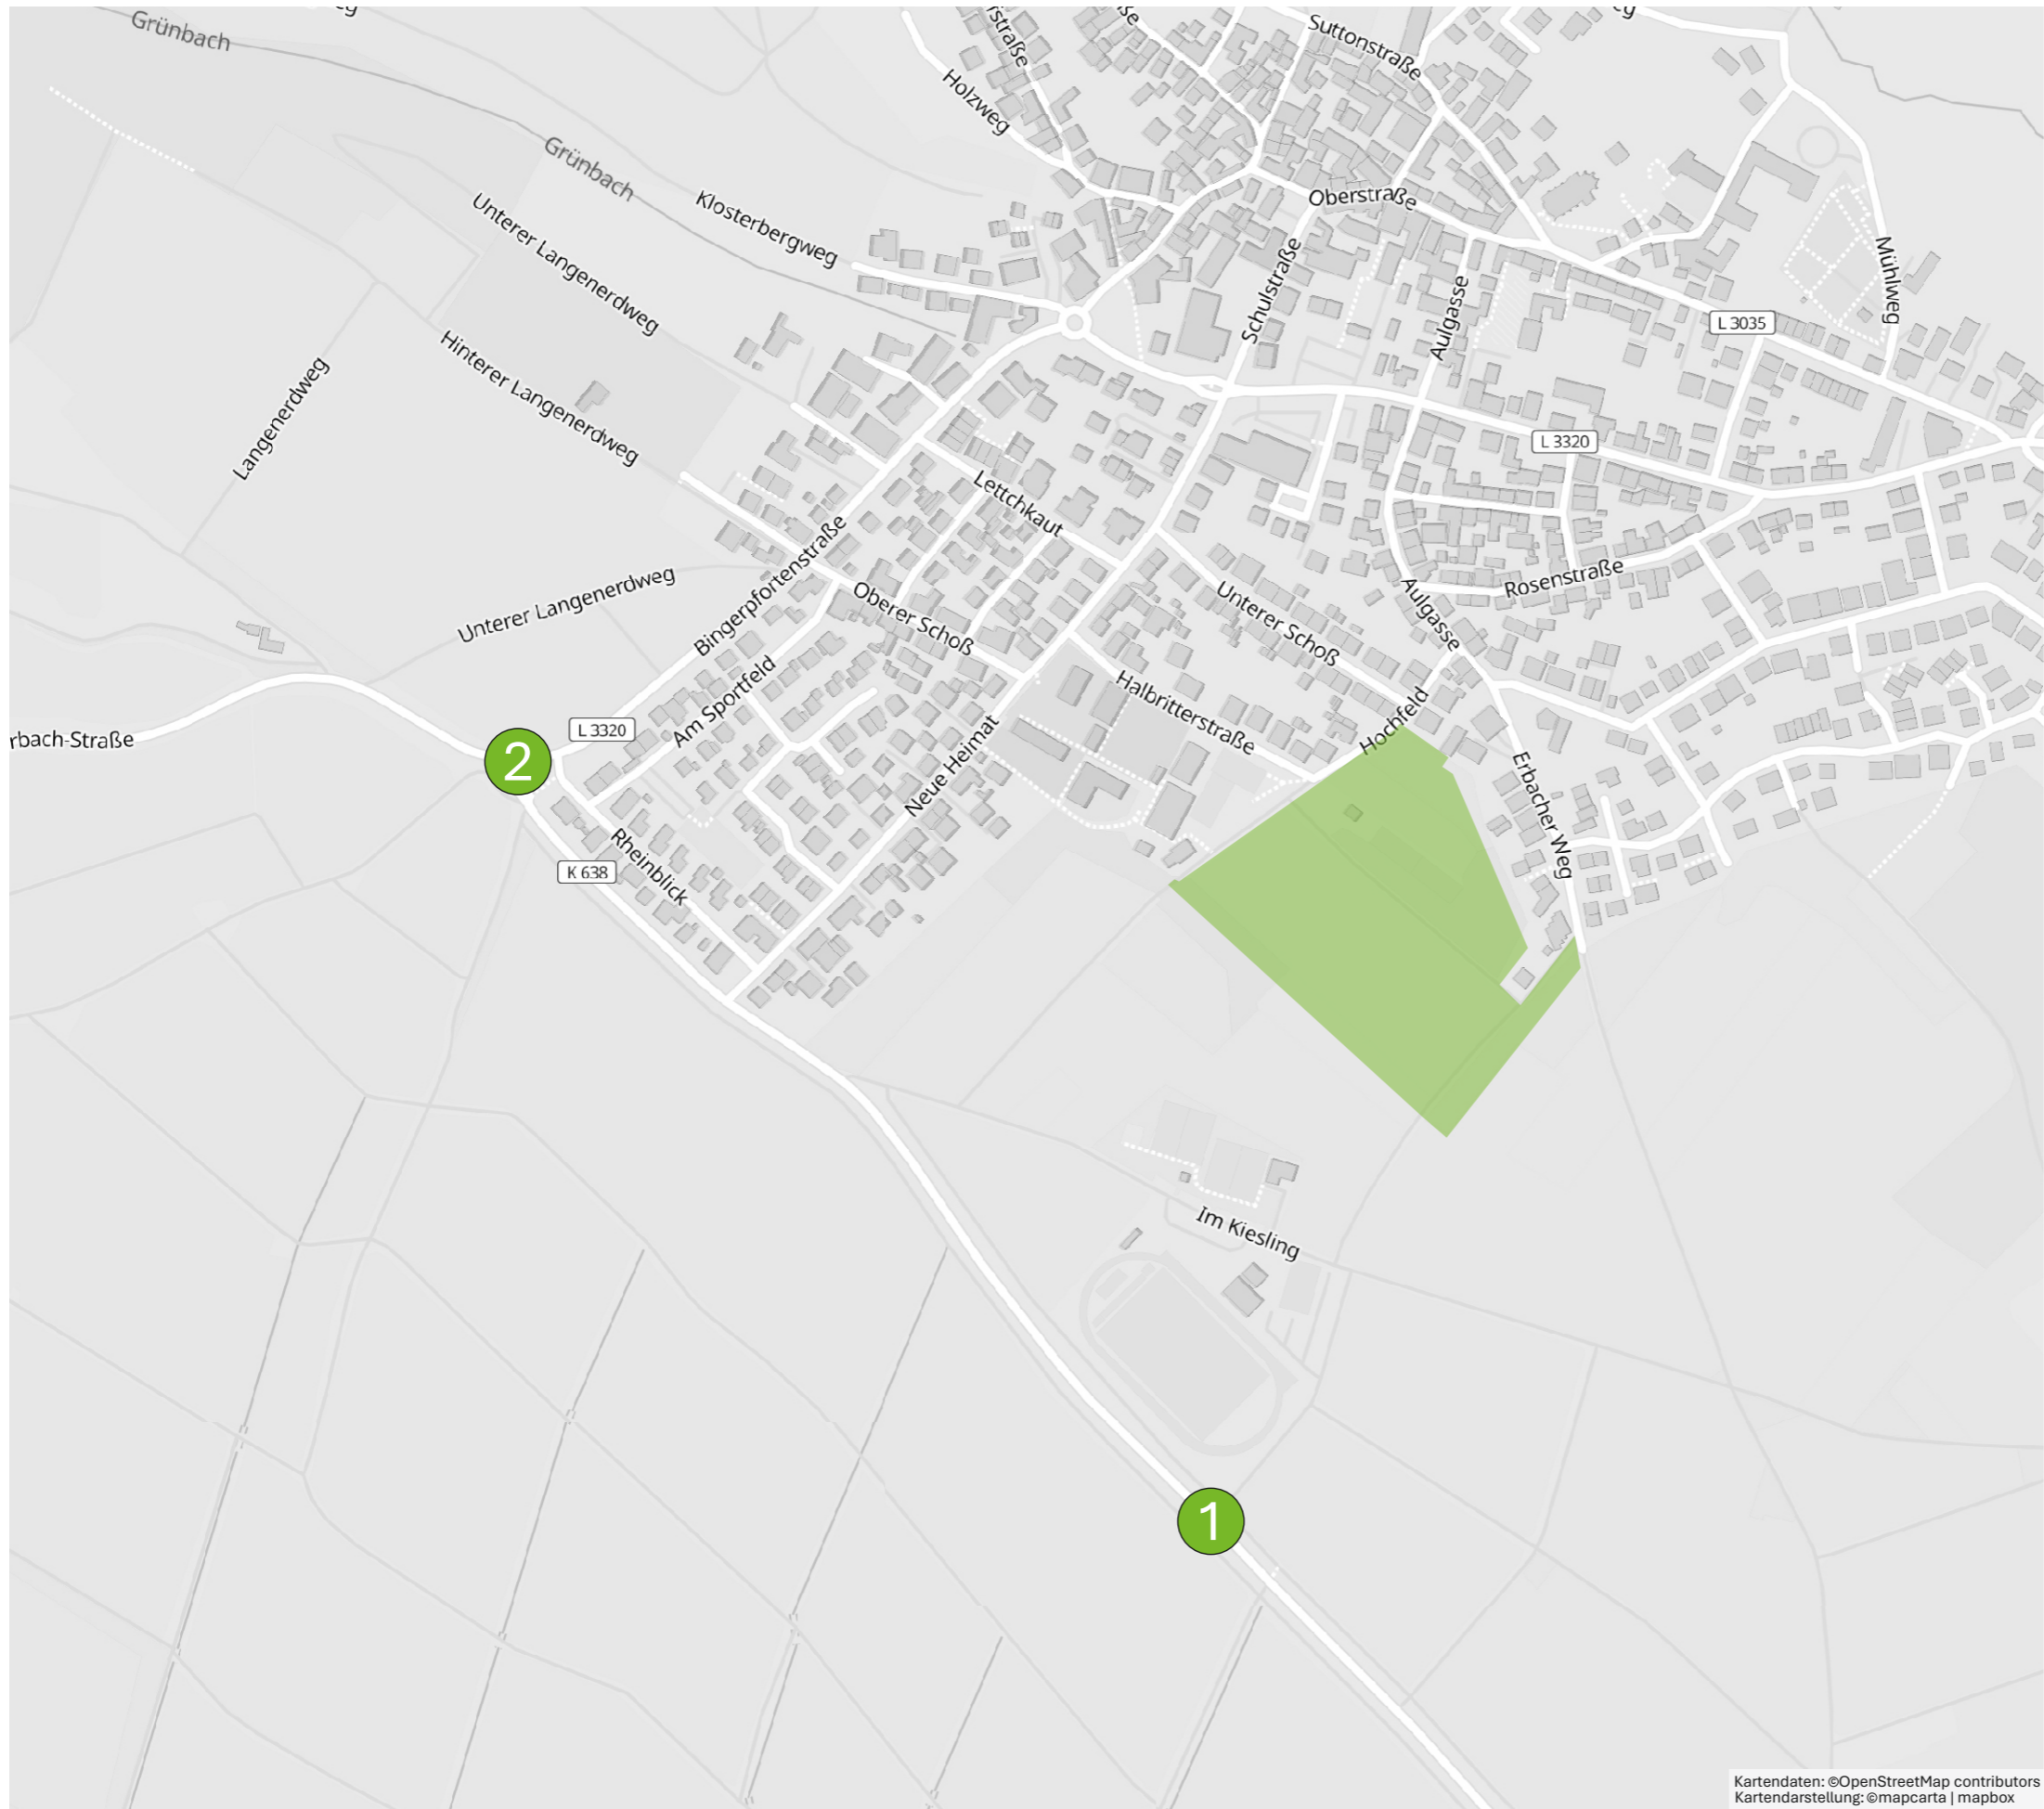 Grünbach
Suttonstraße
Holzweg
Grünbach
Unterer Langenerdweg
Klosterbergweg
Oberstraße
Schulstraße
Aulgasse
Mühlweg
L 3035
Hinterer Langenerdweg
Langenerdweg
L 3320
Lettchkaut
Bingerpfortenstraße
Unterer Langenerdweg
Oberer Schoß
Unterer Schoß
Aulgasse
Rosenstraße
Am Sportfeld
Halbritterstraße
Hochfeld
Neue Heimat
L 3320
rbach-Straße
2
Erbacher Weg
Rheinblick
K 638
Im Kiesling
1
Kartendaten: ©OpenStreetMap contributors
Kartendarstellung: ©mapcarta | mapbox